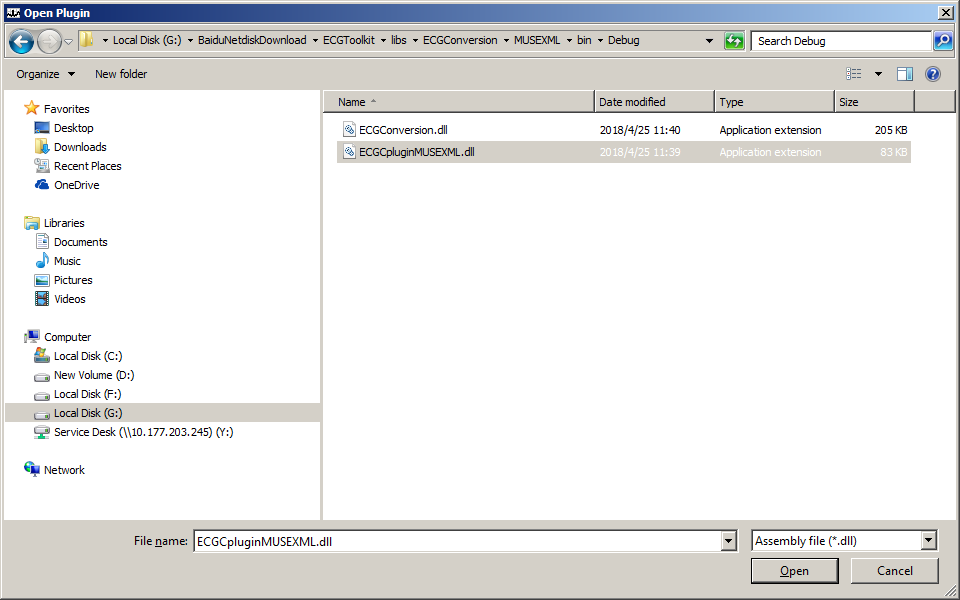 Open Plugin
Local Disk (G:) BaiduNetdiskDownload ECGToolkit libs ECGConversion MUSEXML bin Debug Search Debug
Organize New folder
Favorites
Desktop
Downloads
Recent Places
OneDrive
Libraries
Documents
Music
Pictures
Videos
Computer
Local Disk (C:)
New Volume (D:)
Local Disk (F:)
Local Disk (G:)
Service Desk (\\10.177.203.245) (Y:)
Network
Name Date modified Type Size
ECGConversion.dll 2018/4/25 11:40 Application extension 205 KB
ECGCpluginMUSEXML.dll 2018/4/25 11:39 Application extension 83 KB
File name: ECGCpluginMUSEXML.dll Assembly file (*.dll)
Open Cancel